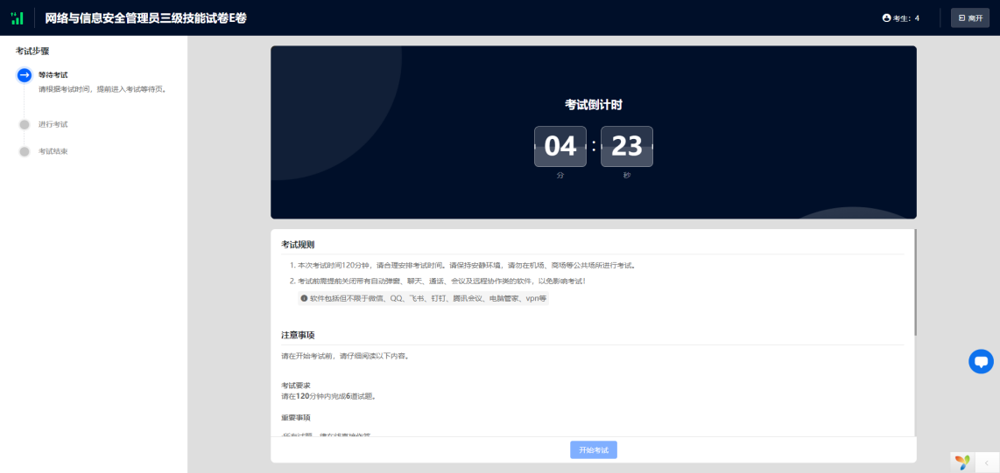 网络与信息安全管理员三级技能试卷E卷
考生：4
离开
考试步骤
等待考试
请根据考试时间，提前进入考试等待页。
进行考试
考试结束
考试倒计时
04 : 23
分 秒
考试规则
1. 本次考试时间120分钟，请合理安排考试时间。请保持安静环境，请勿在机场、商场等公共场所进行考试。
2. 考试前需提前关闭带有自动弹窗、聊天、通话、会议及远程协作类的软件，以免影响考试！
软件包括但不限于微信、QQ、飞书、钉钉、腾讯会议、电脑管家、vpn等
注意事项
请在开始考试前，请仔细阅读以下内容。
考试要求
请在120分钟内完成6道试题。
重要事项
·所有试题，请在线直接作答
开始考试